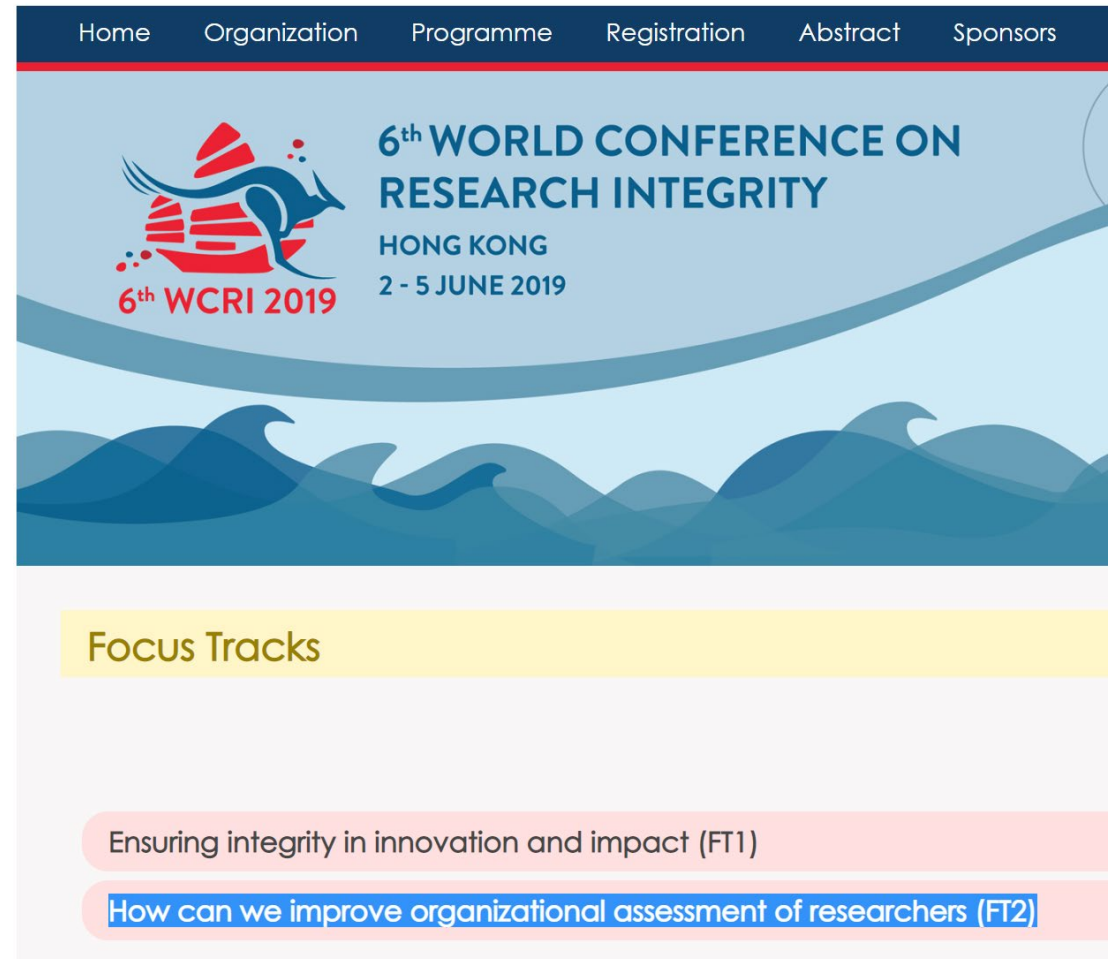 Home Organization Programme Registration Abstract Sponsors
6th WORLD CONFERENCE ON
RESEARCH INTEGRITY
HONG KONG
2 - 5 JUNE 2019
6th WCRI 2019
Focus Tracks
Ensuring integrity in innovation and impact (FT1)
How can we improve organizational assessment of researchers (FT2)